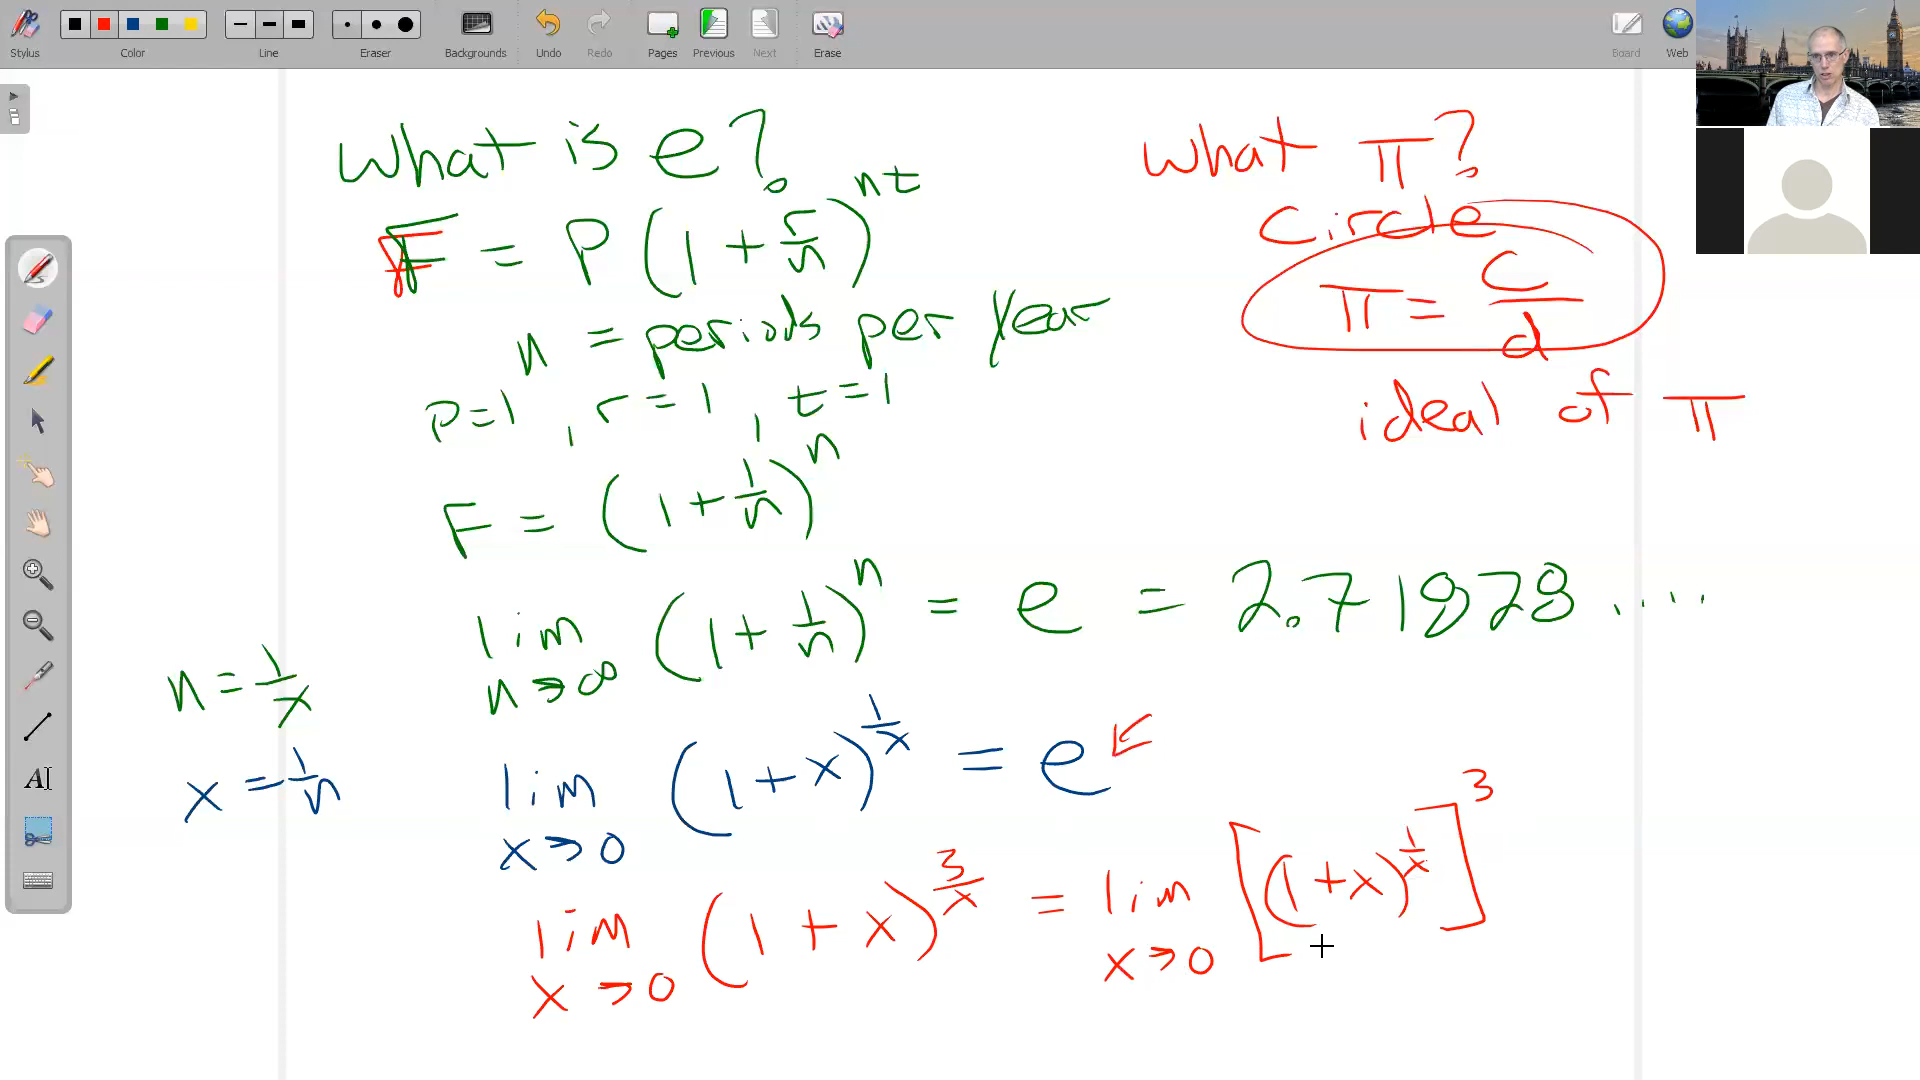 Stylus Color Line Eraser Backgrounds Undo Redo Pages Previous Next Erase Board Web
What is e?
F = P (1 + r/n)^nt
n = periods per year
P=1, r=1, t=1
F = (1+1/n)^n
lim n→∞ (1+1/n)^n = e = 2.71828....
n=1/x
x=1/n
lim x→0 (1+x)^1/x = e
lim x→0 (1+x)^3/x = lim x→0 [(1+x)^1/x]^3
What π?
Circle
π = C/d
ideal of π
AI